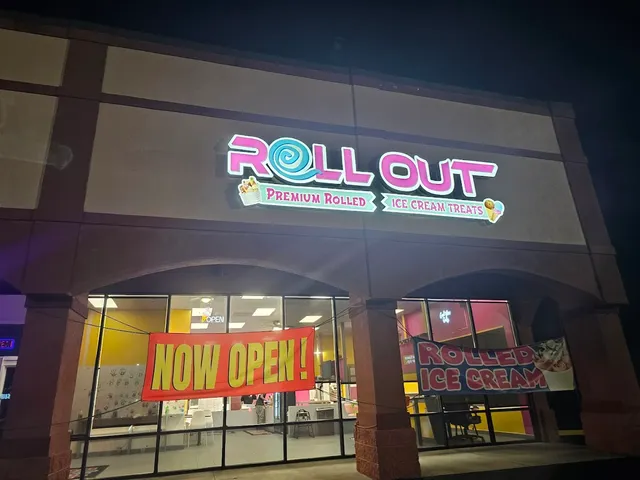 ROLL OUT
PREMIUM ROLLED
ICE CREAM TREATS
OPEN
NOW OPEN!
ROLLED
ICE CREAM